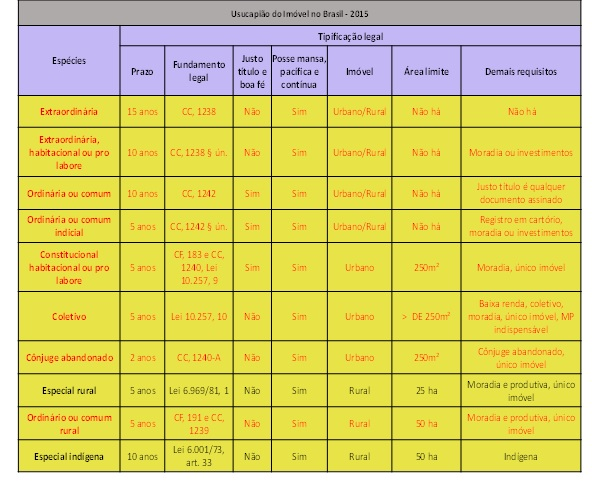 Usucapião do Imóvel no Brasil - 2015
Espécies
Tipificação legal
Prazo
Fundamento
legal
Justo
título e
boa fé
Posse mansa,
pacífica e
contínua
Imóvel
Área limite
Demais requisitos
Extraordinária
15 anos
CC, 1238
Não
Sim
Urbano/Rural
Não há
Não há
Extraordinária,
habitacional ou pro
labore
10 anos
CC, 1238 § ún.
Não
Sim
Urbano/Rural
Não há
Moradia ou investimentos
Ordinária ou comum
10 anos
CC, 1242
Sim
Sim
Urbano/Rural
Não há
Justo título é qualquer
documento assinado
Ordinária ou comum
indicial
5 anos
CC, 1242 § ún.
Sim
Sim
Urbano/Rural
Não há
Registro em cartório,
moradia ou investimentos
Constitucional
habitacional ou pro
labore
5 anos
CF, 183 e CC,
1240, Lei
10.257, 9
Sim
Sim
Urbano
250m²
Moradia, único imóvel
Coletivo
5 anos
Lei 10.257, 10
Não
Sim
Urbano
> DE 250m²
Baixa renda, coletivo,
moradia, único imóvel, MP
indispensável
Cônjuge abandonado
2 anos
CC, 1240-A
Não
Sim
Urbano
250m²
Cônjuge abandonado,
único imóvel
Especial rural
5 anos
Lei 6.969/81, 1
Não
Sim
Rural
25 ha
Moradia e produtiva, único
imóvel
Ordinário ou comum
rural
5 anos
CF, 191 e CC,
1239
Não
Sim
Rural
50 ha
Moradia e produtiva, único
imóvel
Especial indígena
10 anos
Lei 6.001/73,
art. 33
Não
Sim
Rural
50 ha
Indígena